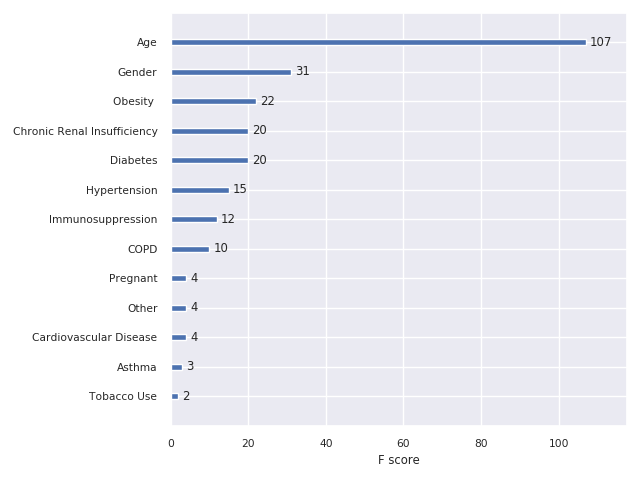 Age 107
Gender 31
Obesity 22
Chronic Renal Insufficiency 20
Diabetes 20
Hypertension 15
Immunosuppression 12
COPD 10
Pregnant 4
Other 4
Cardiovascular Disease 4
Asthma 3
Tobacco Use 2
0 20 40 60 80 100
F score